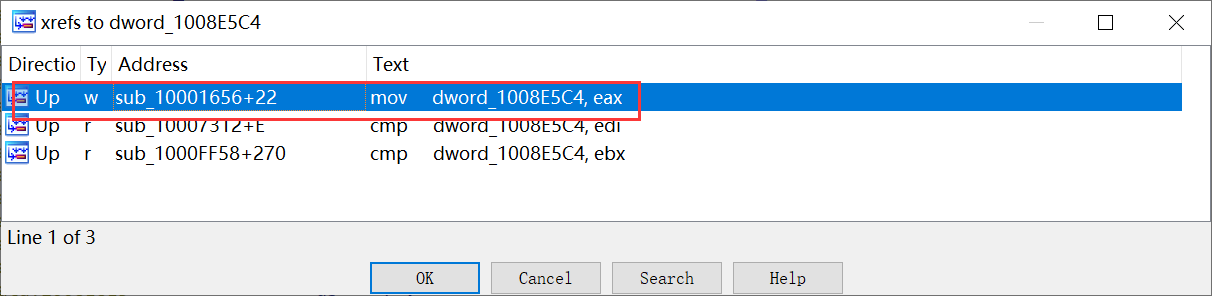 xrefs to dword_1008E5C4
Directio Ty Address Text
Up w sub_10001656+22 mov dword_1008E5C4, eax
Up r sub_10007312+E cmp dword_1008E5C4, edi
Up r sub_1000FF58+270 cmp dword_1008E5C4, ebx
Line 1 of 3
OK Cancel Search Help